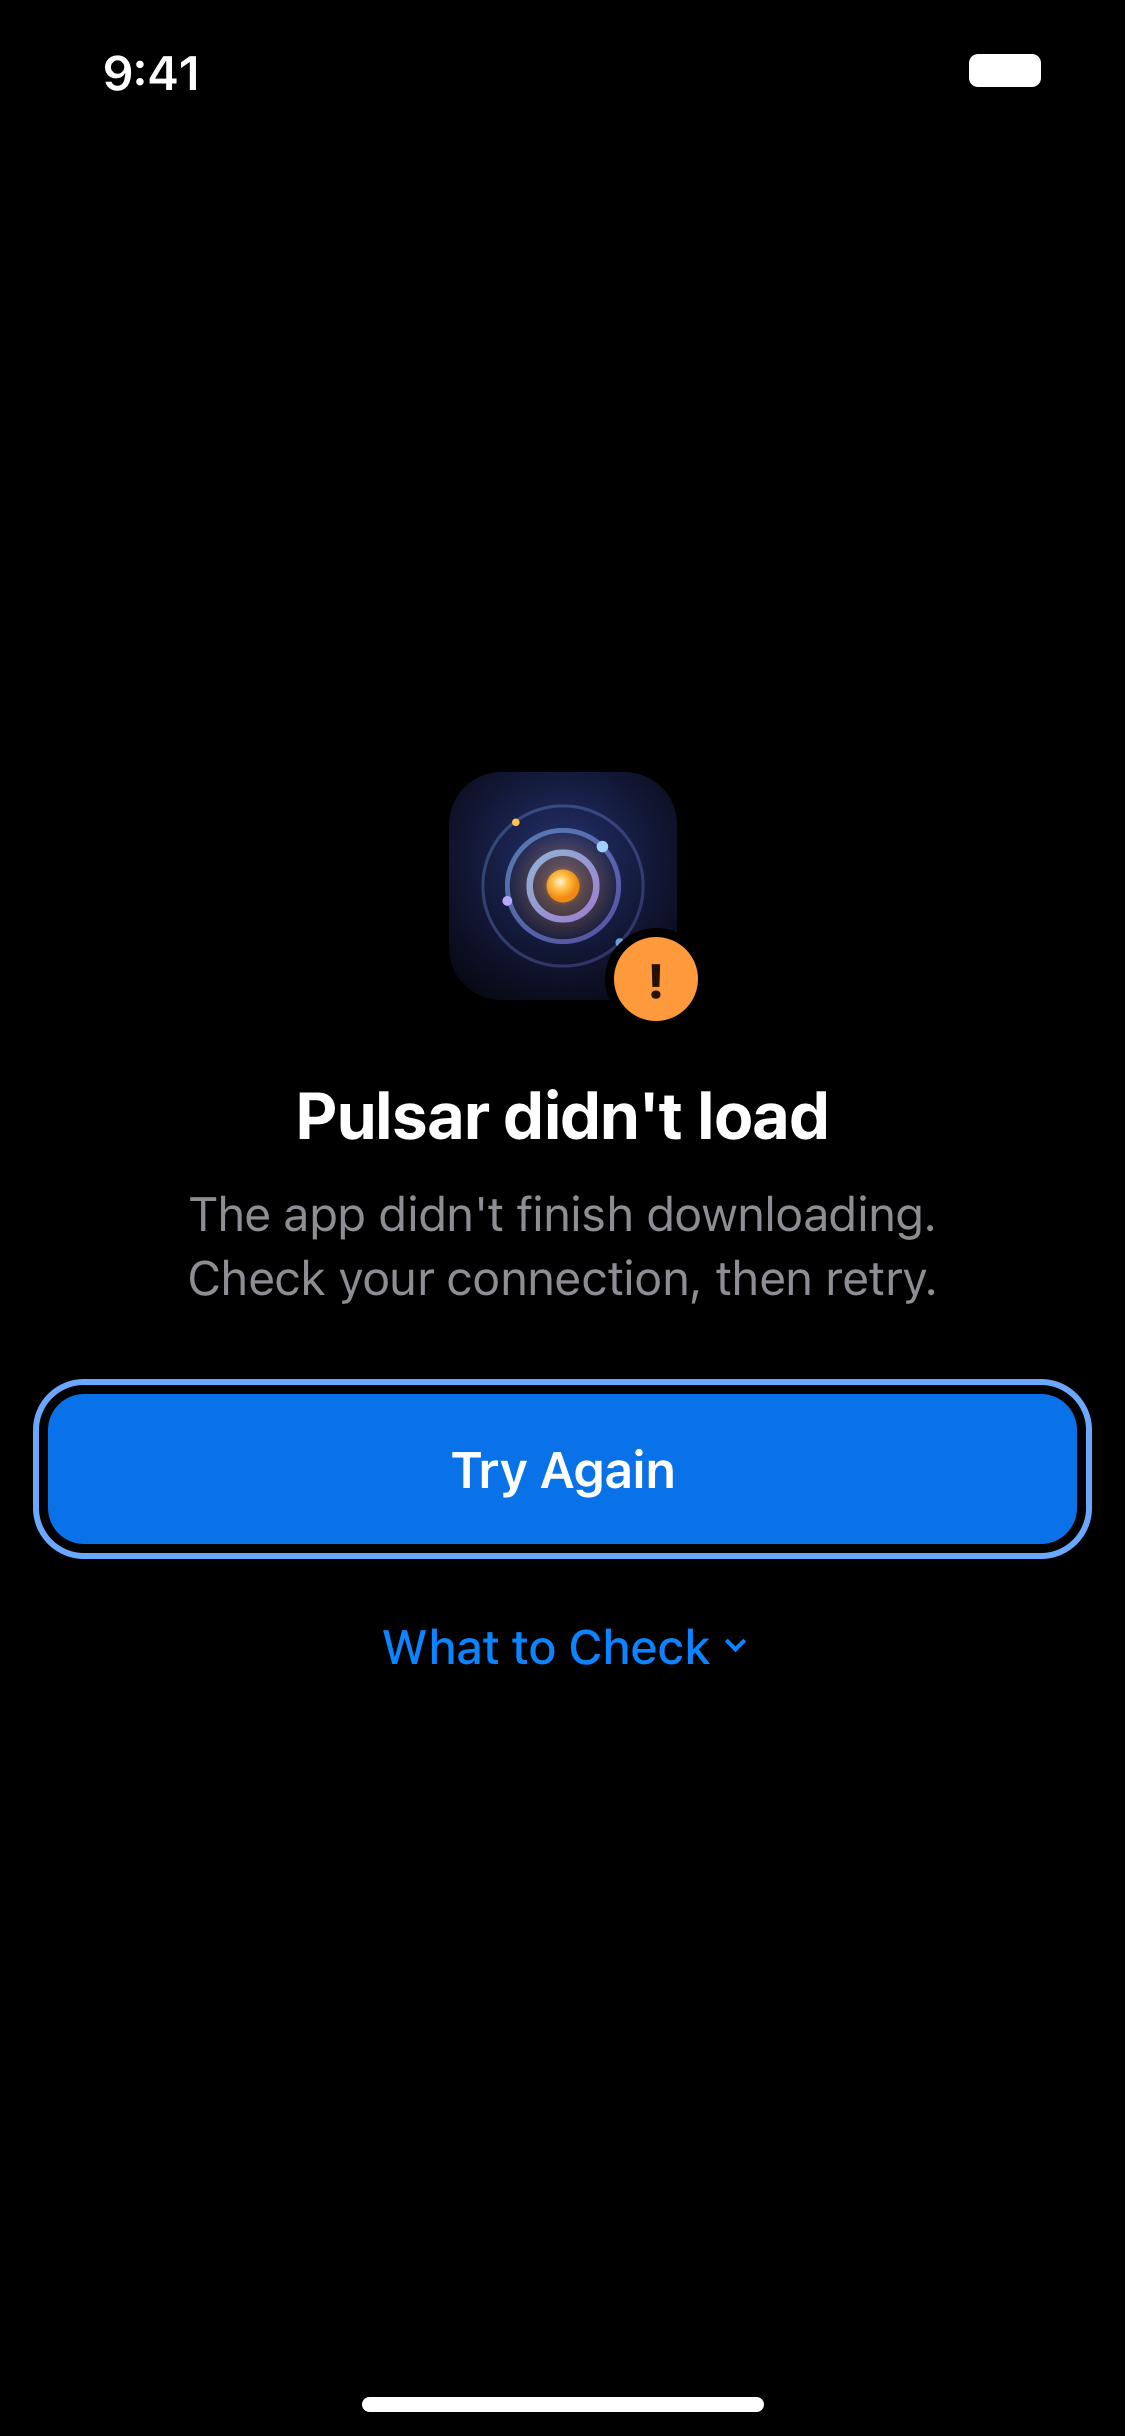 9:41
!
Pulsar didn't load
The app didn't finish downloading.
Check your connection, then retry.
Try Again
What to Check